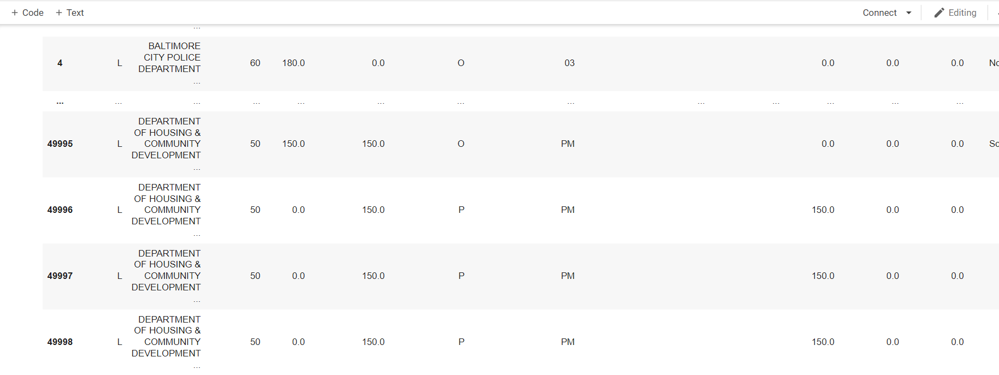 + Code + Text Connect Editing
...
4 L BALTIMORE CITY POLICE DEPARTMENT ... 60 180.0 0.0 O 03 0.0 0.0 0.0
... ... ... ... ... ... ... ... ... ... ... ... ...
49995 L DEPARTMENT OF HOUSING & COMMUNITY DEVELOPMENT ... 50 150.0 150.0 O PM 0.0 0.0 0.0
49996 L DEPARTMENT OF HOUSING & COMMUNITY DEVELOPMENT ... 50 0.0 150.0 P PM 150.0 0.0 0.0
49997 L DEPARTMENT OF HOUSING & COMMUNITY DEVELOPMENT ... 50 0.0 150.0 P PM 150.0 0.0 0.0
49998 L DEPARTMENT OF HOUSING & COMMUNITY DEVELOPMENT ... 50 0.0 150.0 P PM 150.0 0.0 0.0